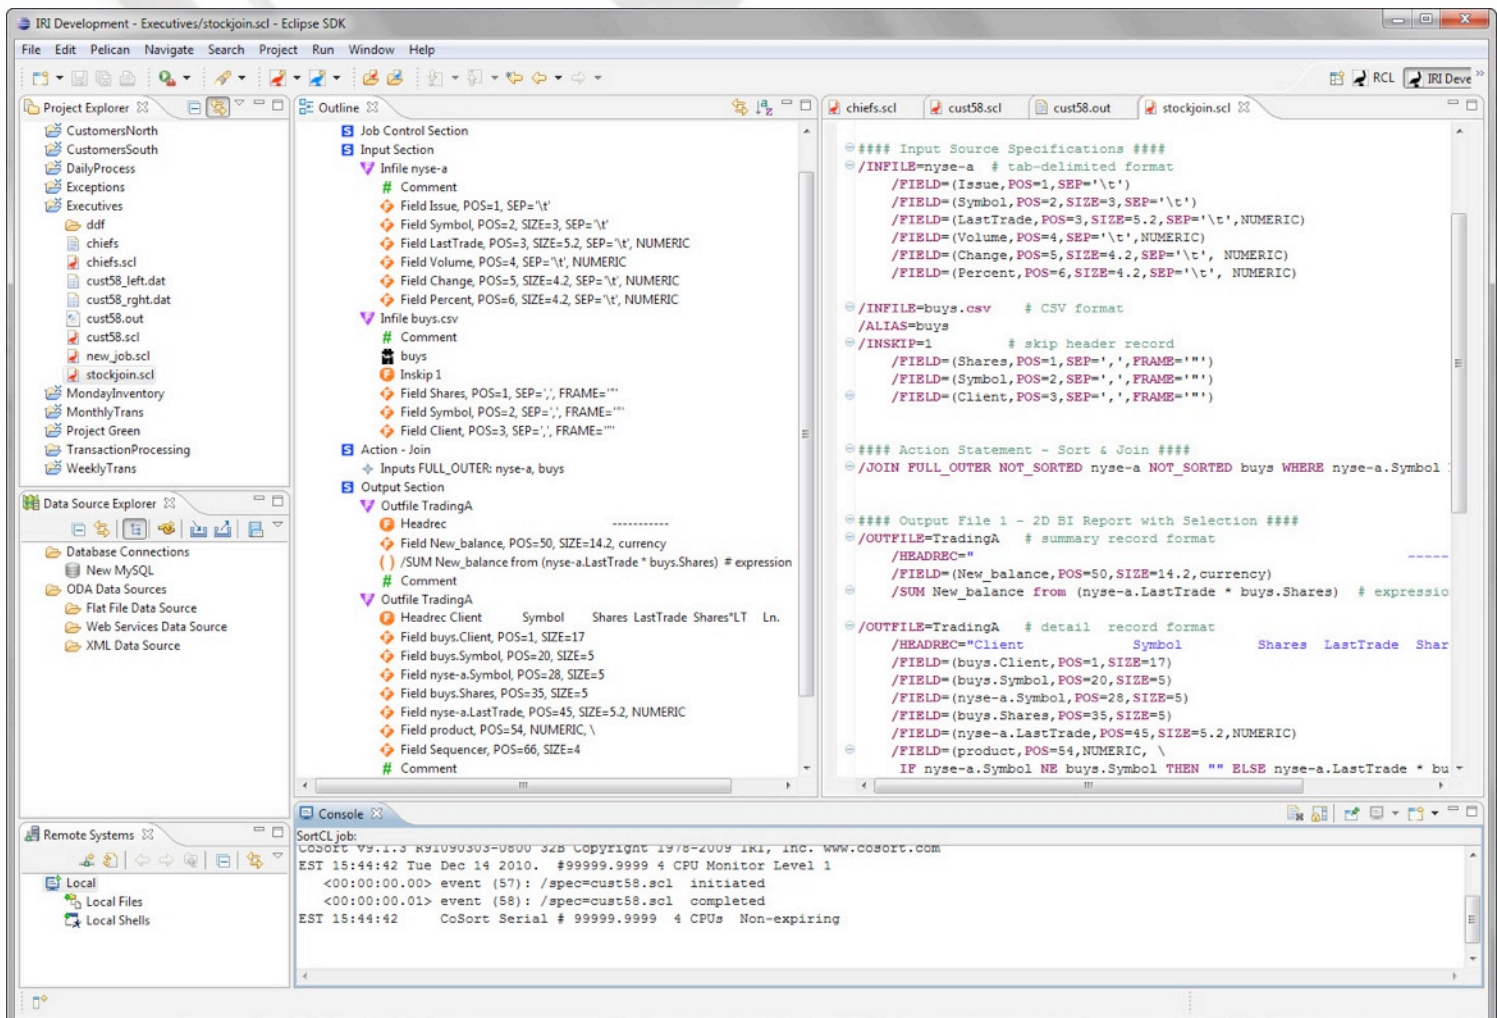 IRI Development - Executives/stockjoin.scl - Eclipse SDK
File Edit Pelican Navigate Search Project Run Window Help
RCL IRI Deve
Project Explorer
CustomersNorth
CustomersSouth
DailyProcess
Exceptions
Executives
ddf
chiefs
chiefs.scl
cust58_left.dat
cust58_rght.dat
cust58.out
cust58.scl
new_job.scl
stockjoin.scl
MondayInventory
MonthlyTrans
Project Green
TransactionProcessing
WeeklyTrans
Data Source Explorer
Database Connections
New MySQL
ODA Data Sources
Flat File Data Source
Web Services Data Source
XML Data Source
Remote Systems
Local
Local Files
Local Shells
Outline
Job Control Section
Input Section
Infile nyse-a
# Comment
Field Issue, POS=1, SEP='\t'
Field Symbol, POS=2, SIZE=3, SEP='\t'
Field LastTrade, POS=3, SIZE=5.2, SEP='\t', NUMERIC
Field Volume, POS=4, SEP='\t', NUMERIC
Field Change, POS=5, SIZE=4.2, SEP='\t', NUMERIC
Field Percent, POS=6, SIZE=4.2, SEP='\t', NUMERIC
Infile buys.csv
# Comment
buys
Inskip 1
Field Shares, POS=1, SEP=',', FRAME='"'
Field Symbol, POS=2, SEP=',', FRAME='"'
Field Client, POS=3, SEP=',', FRAME='"'
Action - Join
Inputs FULL_OUTER: nyse-a, buys
Output Section
Outfile TradingA
Headrec -----------
Field New_balance, POS=50, SIZE=14.2, currency
( ) /SUM New_balance from (nyse-a.LastTrade * buys.Shares) # expression
# Comment
Outfile TradingA
Headrec Client Symbol Shares LastTrade Shares*LT Ln.
Field buys.Client, POS=1, SIZE=17
Field buys.Symbol, POS=20, SIZE=5
Field nyse-a.Symbol, POS=28, SIZE=5
Field buys.Shares, POS=35, SIZE=5
Field nyse-a.LastTrade, POS=45, SIZE=5.2, NUMERIC
Field product, POS=54, NUMERIC, \
Field Sequencer, POS=66, SIZE=4
# Comment
chiefs.scl cust58.scl cust58.out stockjoin.scl
#### Input Source Specifications ####
/INFILE=nyse-a # tab-delimited format
/FIELD=(Issue,POS=1,SEP='\t')
/FIELD=(Symbol,POS=2,SIZE=3,SEP='\t')
/FIELD=(LastTrade,POS=3,SIZE=5.2,SEP='\t',NUMERIC)
/FIELD=(Volume,POS=4,SEP='\t',NUMERIC)
/FIELD=(Change,POS=5,SIZE=4.2,SEP='\t', NUMERIC)
/FIELD=(Percent,POS=6,SIZE=4.2,SEP='\t', NUMERIC)
/INFILE=buys.csv # CSV format
/ALIAS=buys
/INSKIP=1 # skip header record
/FIELD=(Shares,POS=1,SEP=',',FRAME='"')
/FIELD=(Symbol,POS=2,SEP=',',FRAME='"')
/FIELD=(Client,POS=3,SEP=',',FRAME='"')
#### Action Statement - Sort & Join ####
/JOIN FULL_OUTER NOT_SORTED nyse-a NOT_SORTED buys WHERE nyse-a.Symbol
#### Output File 1 - 2D BI Report with Selection ####
/OUTFILE=TradingA # summary record format
/HEADREC=" -----
/FIELD=(New_balance,POS=50,SIZE=14.2,currency)
/SUM New_balance from (nyse-a.LastTrade * buys.Shares) # expressio
/OUTFILE=TradingA # detail record format
/HEADREC="Client Symbol Shares LastTrade Shar
/FIELD=(buys.Client,POS=1,SIZE=17)
/FIELD=(buys.Symbol,POS=20,SIZE=5)
/FIELD=(nyse-a.Symbol,POS=28,SIZE=5)
/FIELD=(buys.Shares,POS=35,SIZE=5)
/FIELD=(nyse-a.LastTrade,POS=45,SIZE=5.2,NUMERIC)
/FIELD=(product,POS=54,NUMERIC, \
IF nyse-a.Symbol NE buys.Symbol THEN "" ELSE nyse-a.LastTrade * bu
Console
SortCL job:
CoSort V9.1.3 R91090303-0800 32B Copyright 1978-2009 IRI, Inc. www.cosort.com
EST 15:44:42 Tue Dec 14 2010. #99999.9999 4 CPU Monitor Level 1
<00:00:00.00> event (57): /spec=cust58.scl initiated
<00:00:00.01> event (58): /spec=cust58.scl completed
EST 15:44:42 CoSort Serial # 99999.9999 4 CPUs Non-expiring